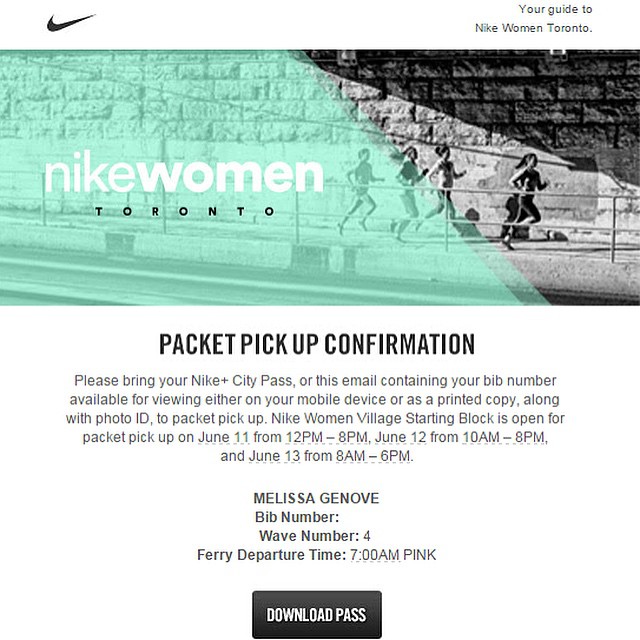 Your guide to
Nike Women Toronto.
nikewomen
TORONTO
PACKET PICK UP CONFIRMATION
Please bring your Nike+ City Pass, or this email containing your bib number
available for viewing either on your mobile device or as a printed copy, along
with photo ID, to packet pick up. Nike Women Village Starting Block is open for
packet pick up on June 11 from 12PM – 8PM, June 12 from 10AM – 8PM,
and June 13 from 8AM – 6PM.
MELISSA GENOVE
Bib Number:
Wave Number: 4
Ferry Departure Time: 7:00AM PINK
DOWNLOAD PASS